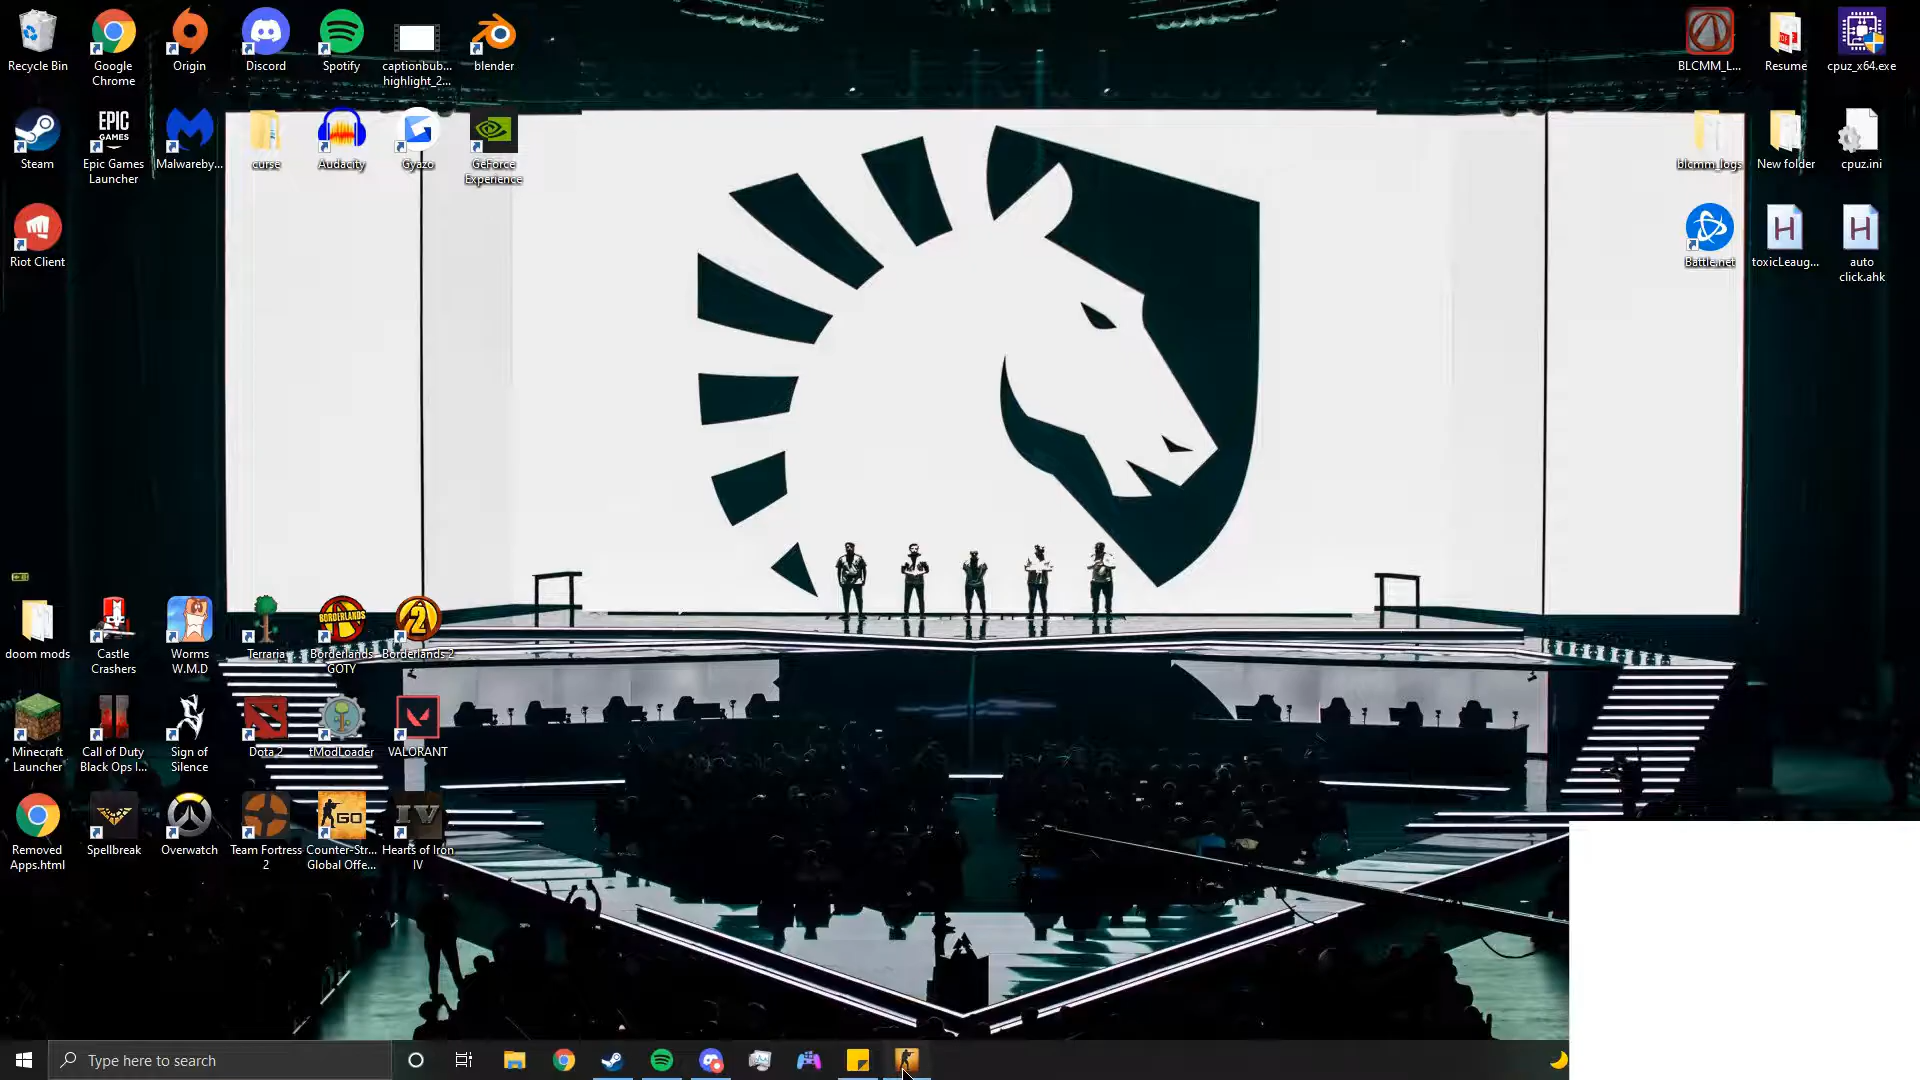 Recycle Bin
Google
Chrome
Origin
Discord
Spotify
captionbub...
highlight_2...
blender
BLCMM_L...
Resume
cpuz_x64.exe
EPIC
GAMES
Steam
Epic Games
Launcher
Malwareby...
curse
Audacity
Gyazo
GeForce
Experience
blcmm_logs
New folder
cpuz.ini
Riot Client
Battle.net
H
toxicLeaug...
H
auto
click.ahk
BORDERLANDS
2
doom mods
Castle
Crashers
Worms
W.M.D
Terraria
Borderlands
GOTY
Borderlands 2
Minecraft
Launcher
Call of Duty
Black Ops I...
Sign of
Silence
Dota 2
tModLoader
VALORANT
GO
IV
Removed
Apps.html
Spellbreak
Overwatch
Team Fortress
2
Counter-Str...
Global Offe...
Hearts of Iron
IV
Type here to search